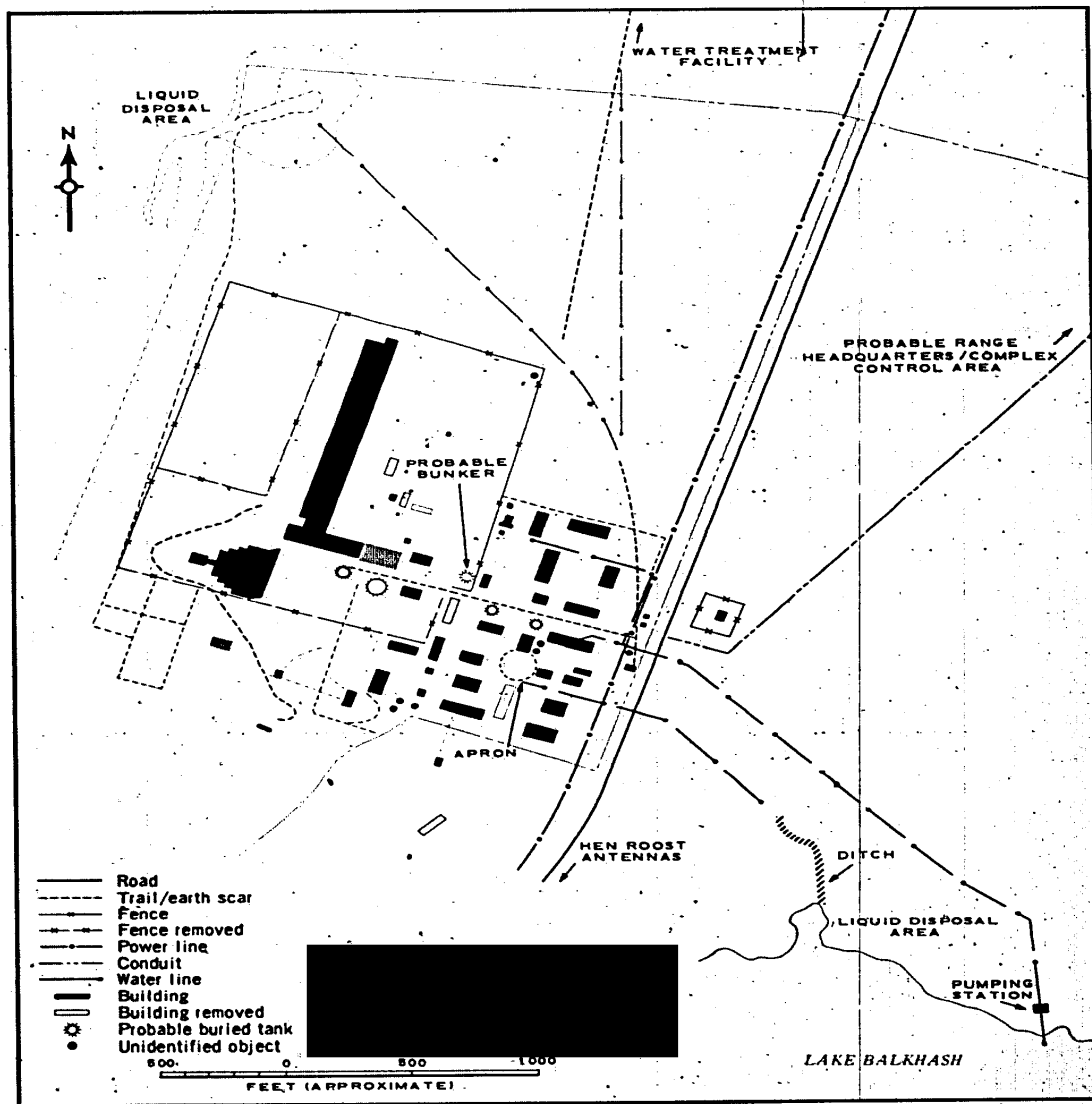 WATER TREATMENT
FACILITY
LIQUID
DISPOSAL
AREA
N
PROBABLE RANGE
HEADQUARTERS/COMPLEX
CONTROL AREA
PROBABLE
BUNKER
APRON
HEN ROOST
ANTENNAS
DITCH
LIQUID DISPOSAL
AREA
PUMPING
STATION
LAKE BALKHASH
Road
Trail/earth scar
Fence
Fence removed
Power line
Conduit
Water line
Building
Building removed
Probable buried tank
Unidentified object
500 0 500 1000
FEET (APPROXIMATE)